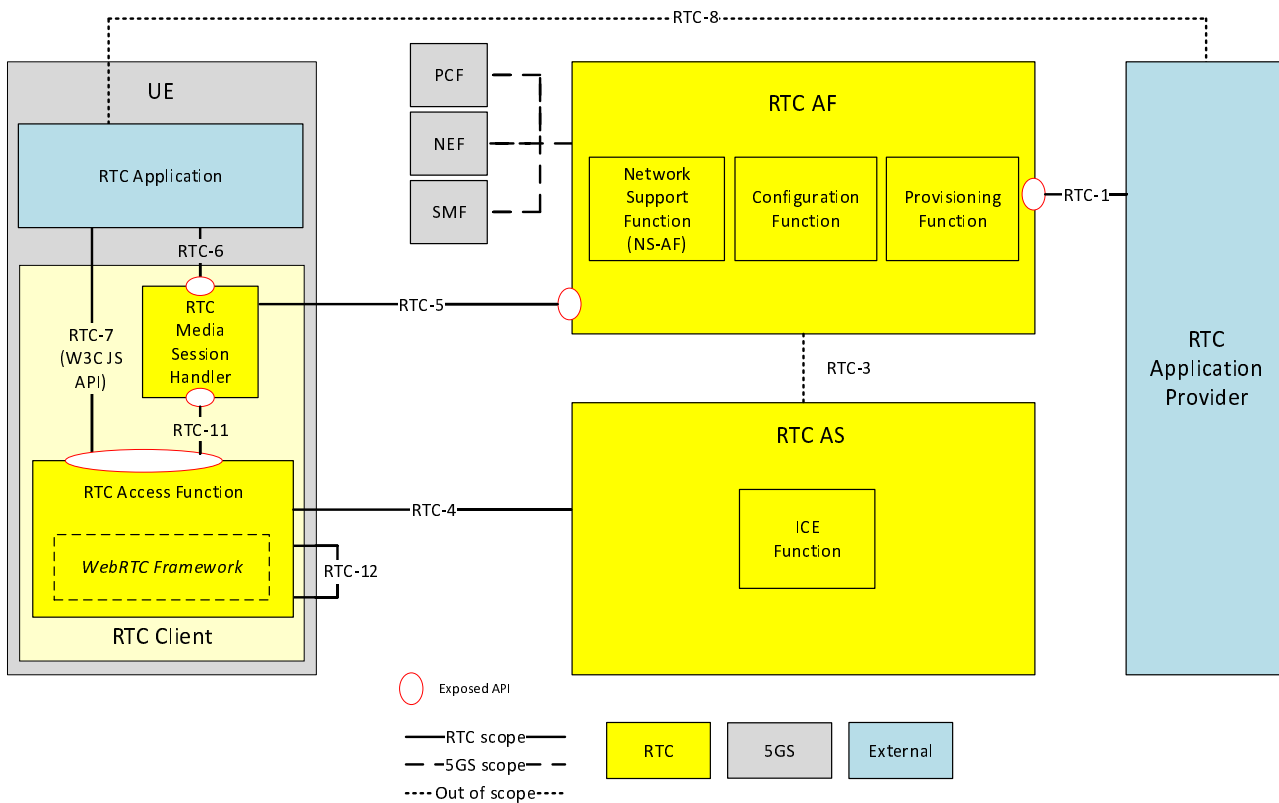 RTC-8
UE
RTC Application
PCF
NEF
SMF
RTC AF
Network
Support
Function
(NS-AF)
Configuration
Function
Provisioning
Function
RTC-1
RTC
Application
Provider
RTC-6
RTC-7
(W3C JS
API)
RTC
Media
Session
Handler
RTC-5
RTC-3
RTC-11
RTC Access Function
WebRTC Framework
RTC-4
RTC-12
RTC Client
RTC AS
ICE
Function
Exposed API
RTC scope
5GS scope
Out of scope
RTC
5GS
External